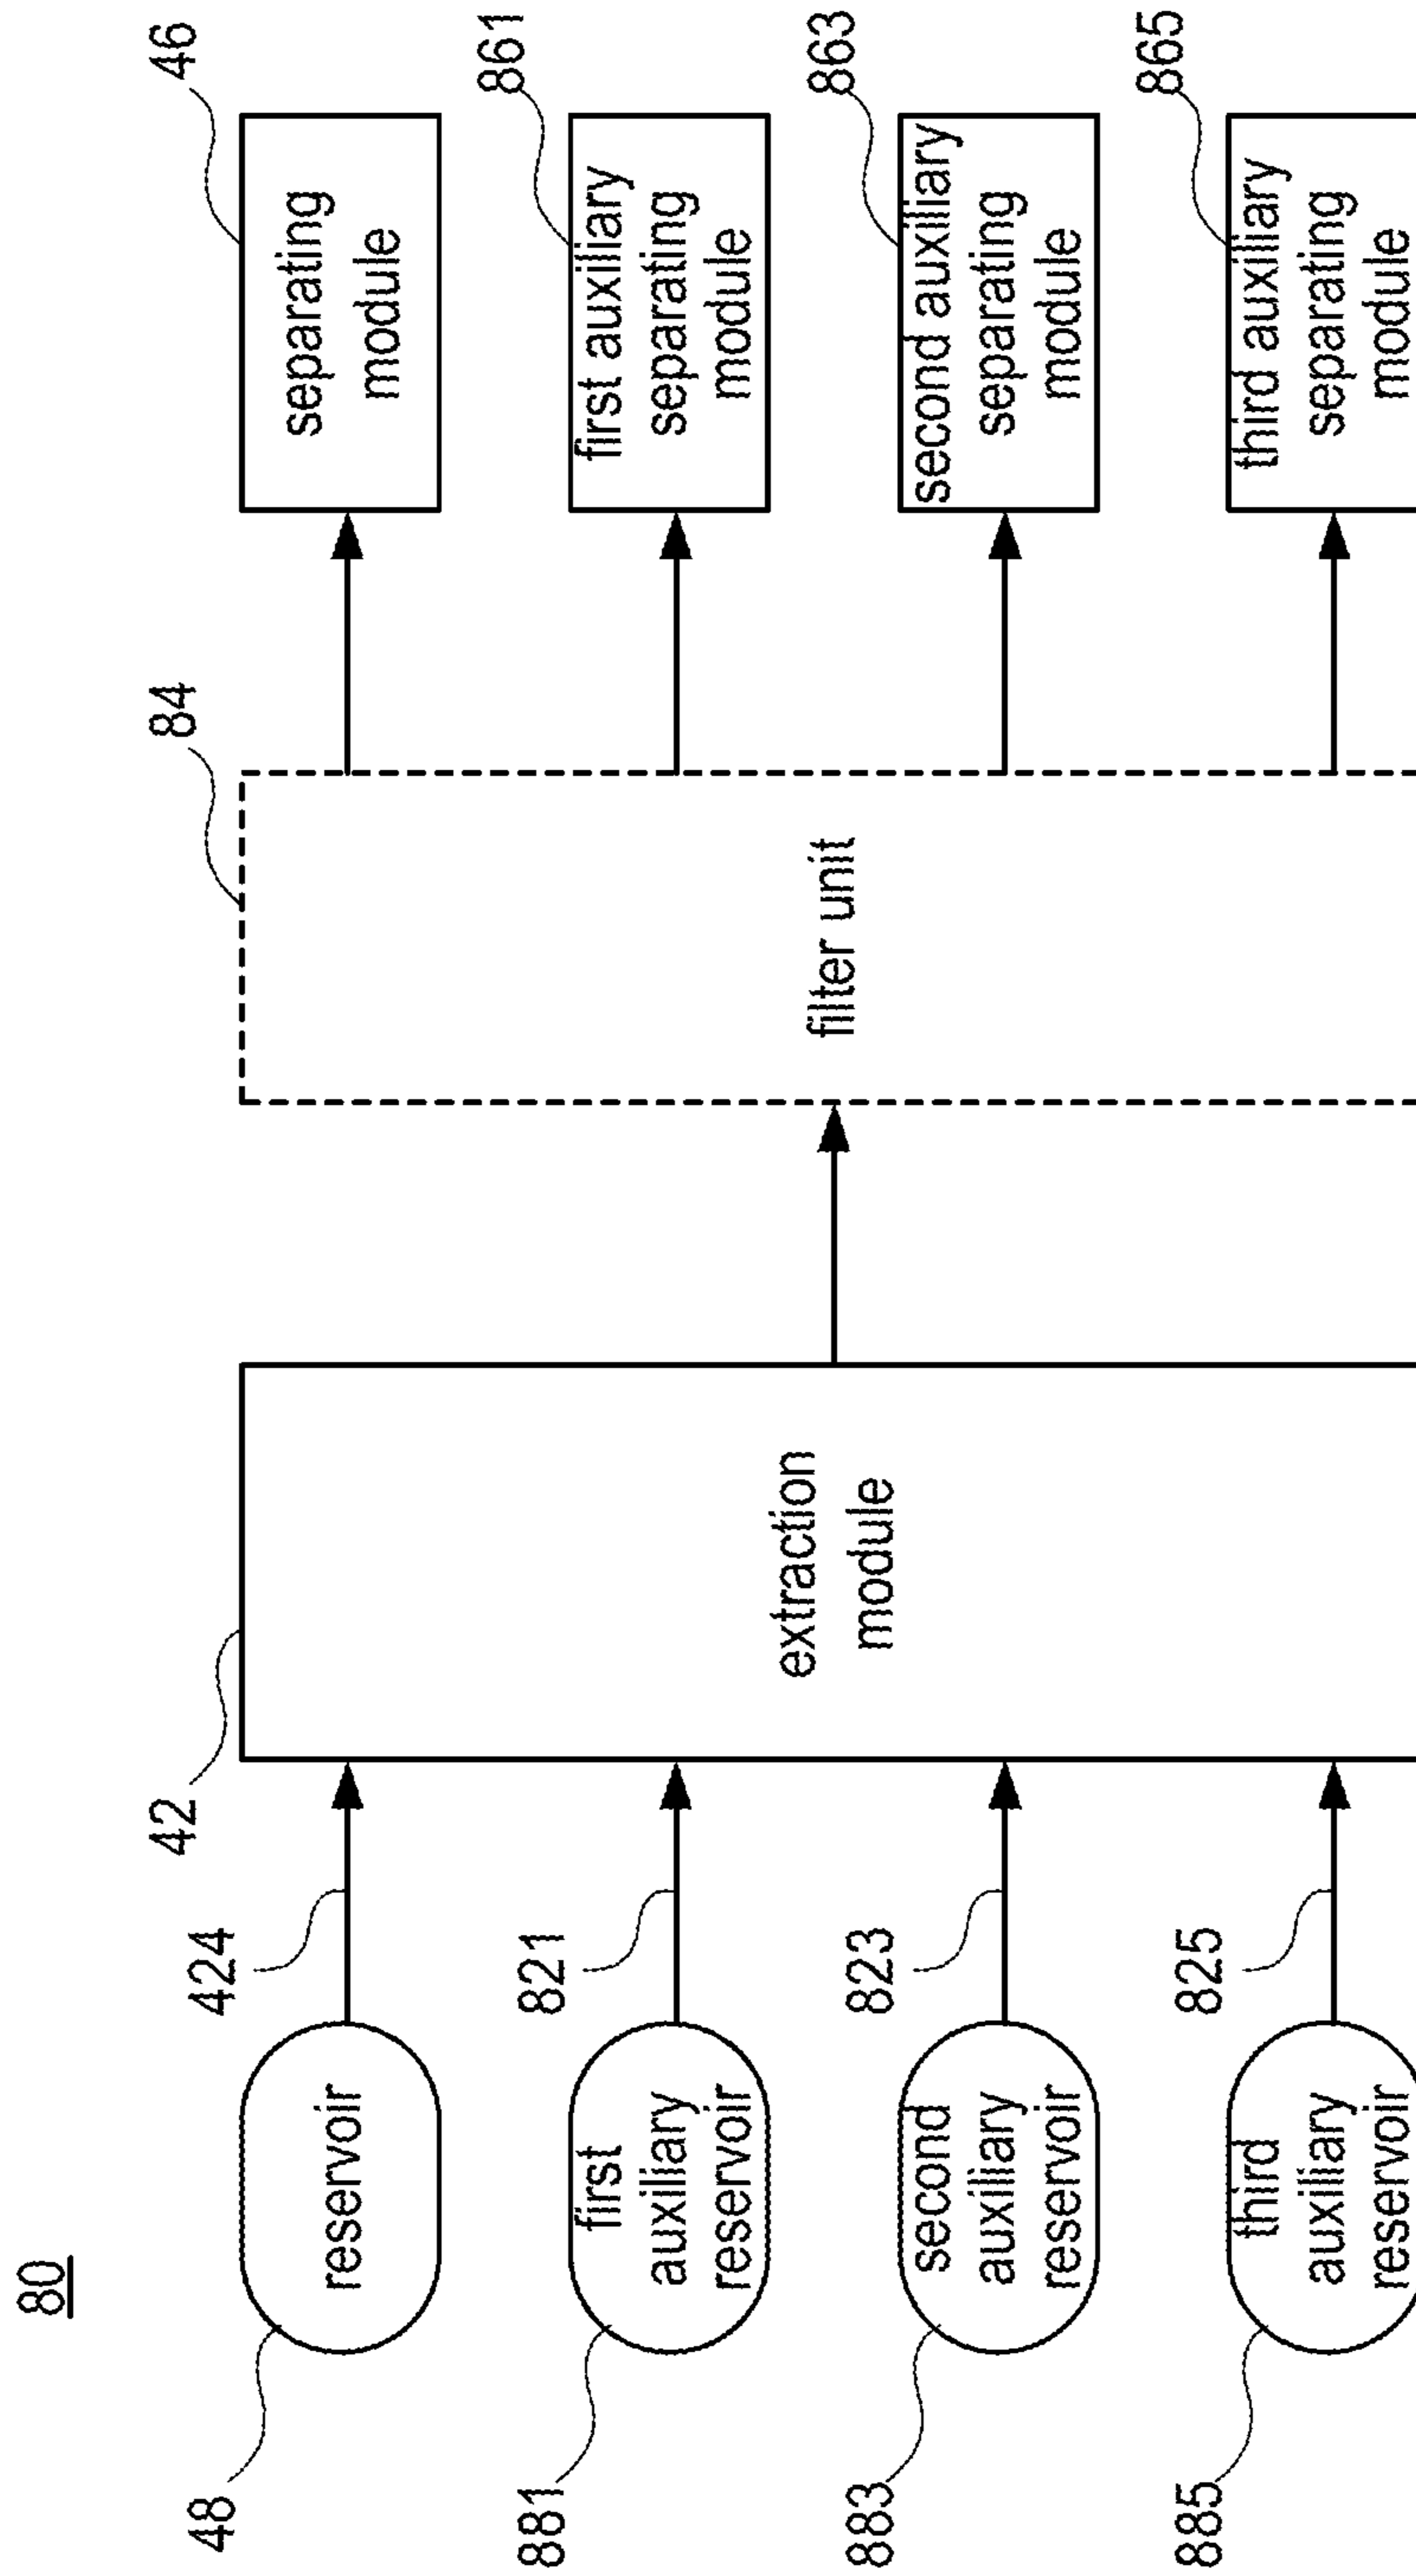 80
48
reservoir
424
42
extraction
module
84
filter unit
46
separating
module
881
first
auxiliary
reservoir
821
861
first auxiliary
separating
module
883
second
auxiliary
reservoir
823
863
second auxiliary
separating
module
885
third
auxiliary
reservoir
825
865
third auxiliary
separating
module